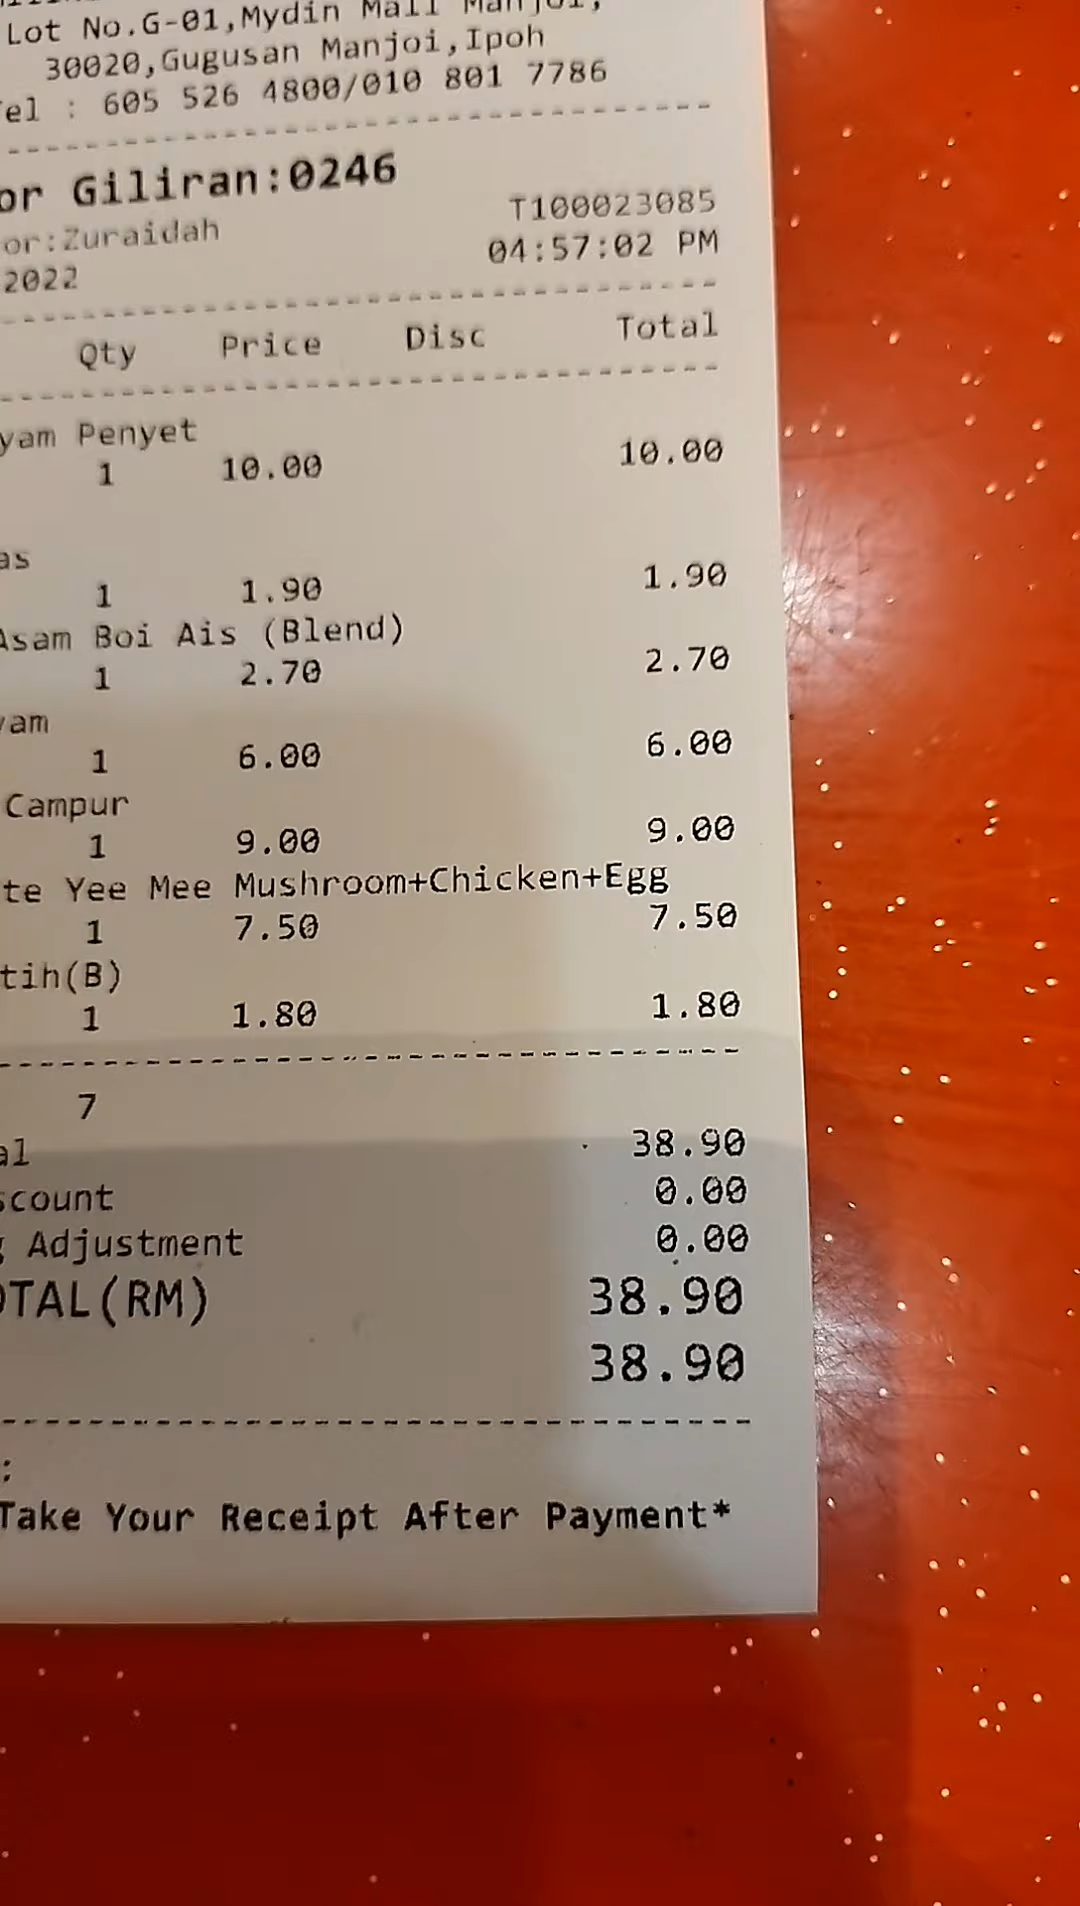 Lot No.G-01,Mydin Mall Manjoi,
30020,Gugusan Manjoi,Ipoh
el : 605 526 4800/010 801 7786
or Giliran:0246
T100023085
or:Zuraidah
04:57:02 PM
2022
Qty Price Disc Total
yam Penyet
1 10.00 10.00
as
1 1.90 1.90
Asam Boi Ais (Blend)
1 2.70 2.70
yam
1 6.00 6.00
Campur
1 9.00 9.00
te Yee Mee Mushroom+Chicken+Egg
1 7.50 7.50
tih(B)
1 1.80 1.80
7
al 38.90
scount 0.00
g Adjustment 0.00
OTAL(RM) 38.90
38.90
:
Take Your Receipt After Payment*